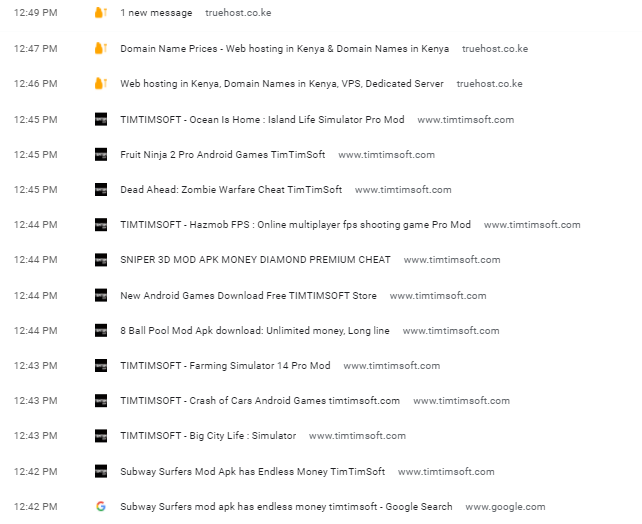 12:49 PM 1 new message truehost.co.ke
12:47 PM Domain Name Prices - Web hosting in Kenya & Domain Names in Kenya truehost.co.ke
12:46 PM Web hosting in Kenya, Domain Names in Kenya, VPS, Dedicated Server truehost.co.ke
12:45 PM TIMTIMSOFT - Ocean Is Home : Island Life Simulator Pro Mod www.timtimsoft.com
12:45 PM Fruit Ninja 2 Pro Android Games TimTimSoft www.timtimsoft.com
12:45 PM Dead Ahead: Zombie Warfare Cheat TimTimSoft www.timtimsoft.com
12:44 PM TIMTIMSOFT - Hazmob FPS : Online multiplayer fps shooting game Pro Mod www.timtimsoft.com
12:44 PM SNIPER 3D MOD APK MONEY DIAMOND PREMIUM CHEAT www.timtimsoft.com
12:44 PM New Android Games Download Free TIMTIMSOFT Store www.timtimsoft.com
12:44 PM 8 Ball Pool Mod Apk download: Unlimited money, Long line www.timtimsoft.com
12:43 PM TIMTIMSOFT - Farming Simulator 14 Pro Mod www.timtimsoft.com
12:43 PM TIMTIMSOFT - Crash of Cars Android Games timtimsoft.com www.timtimsoft.com
12:43 PM TIMTIMSOFT - Big City Life : Simulator www.timtimsoft.com
12:42 PM Subway Surfers Mod Apk has Endless Money TimTimSoft www.timtimsoft.com
12:42 PM Subway Surfers mod apk has endless money timtimsoft - Google Search www.google.com